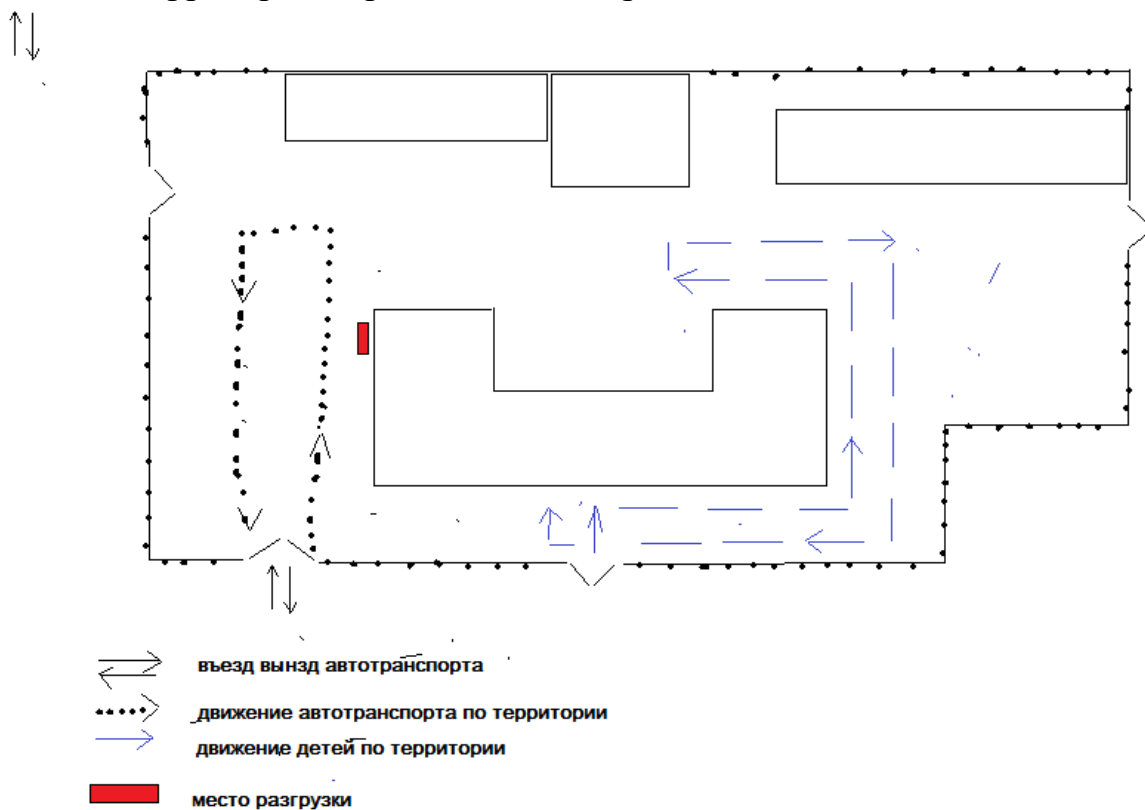 въезд вынзд автотранспорта
движение автотранспорта по территории
движение детей по территории
место разгрузки